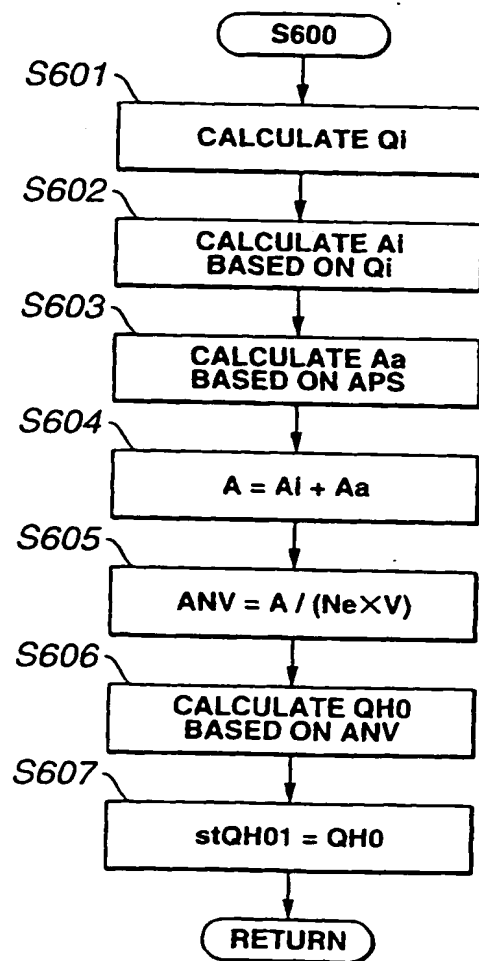 S600
S601
CALCULATE Qi
S602
CALCULATE Ai
BASED ON Qi
S603
CALCULATE Aa
BASED ON APS
S604
A = Ai + Aa
S605
ANV = A / (Ne×V)
S606
CALCULATE QH0
BASED ON ANV
S607
stQH01 = QH0
RETURN